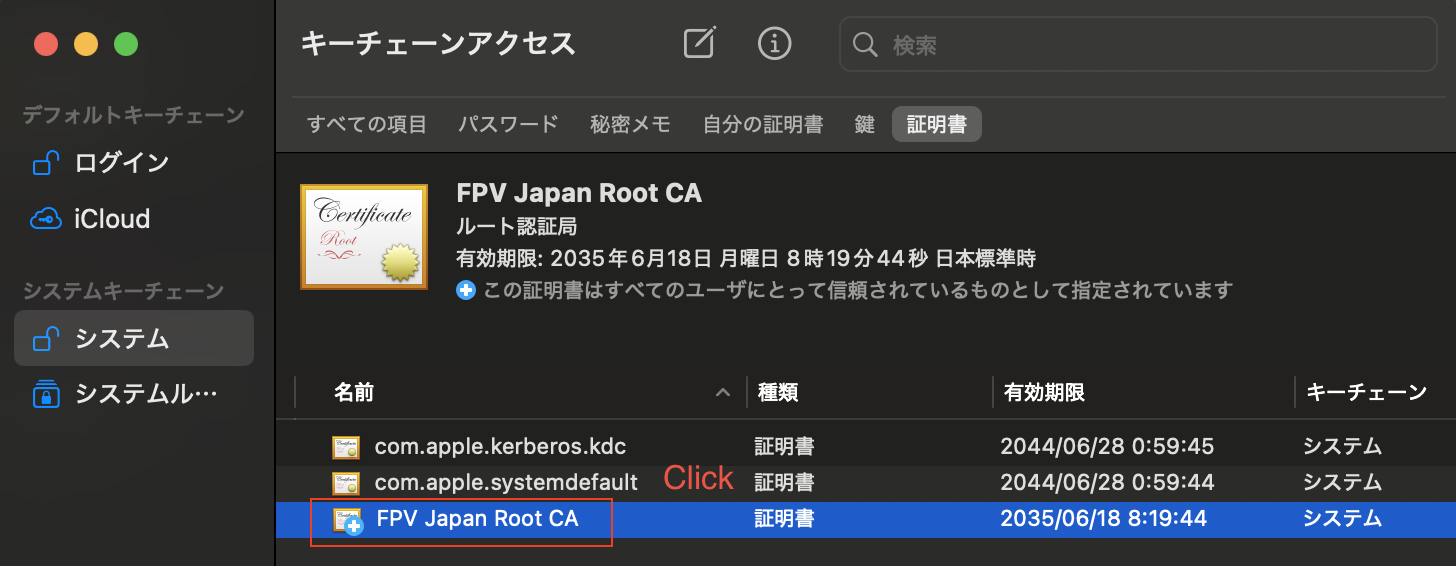 キーチェーンアクセス
検索
デフォルトキーチェーン
ログイン
iCloud
システムキーチェーン
システム
システムル…
すべての項目 パスワード 秘密メモ 自分の証明書 鍵 証明書
Certificate
Root
FPV Japan Root CA
ルート認証局
有効期限: 2035年6月18日 月曜日 8時19分44秒 日本標準時
この証明書はすべてのユーザにとって信頼されているものとして指定されています
名前 種類 有効期限 キーチェーン
com.apple.kerberos.kdc 証明書 2044/06/28 0:59:45 システム
com.apple.systemdefault 証明書 2044/06/28 0:59:44 システム
Click
FPV Japan Root CA 証明書 2035/06/18 8:19:44 システム